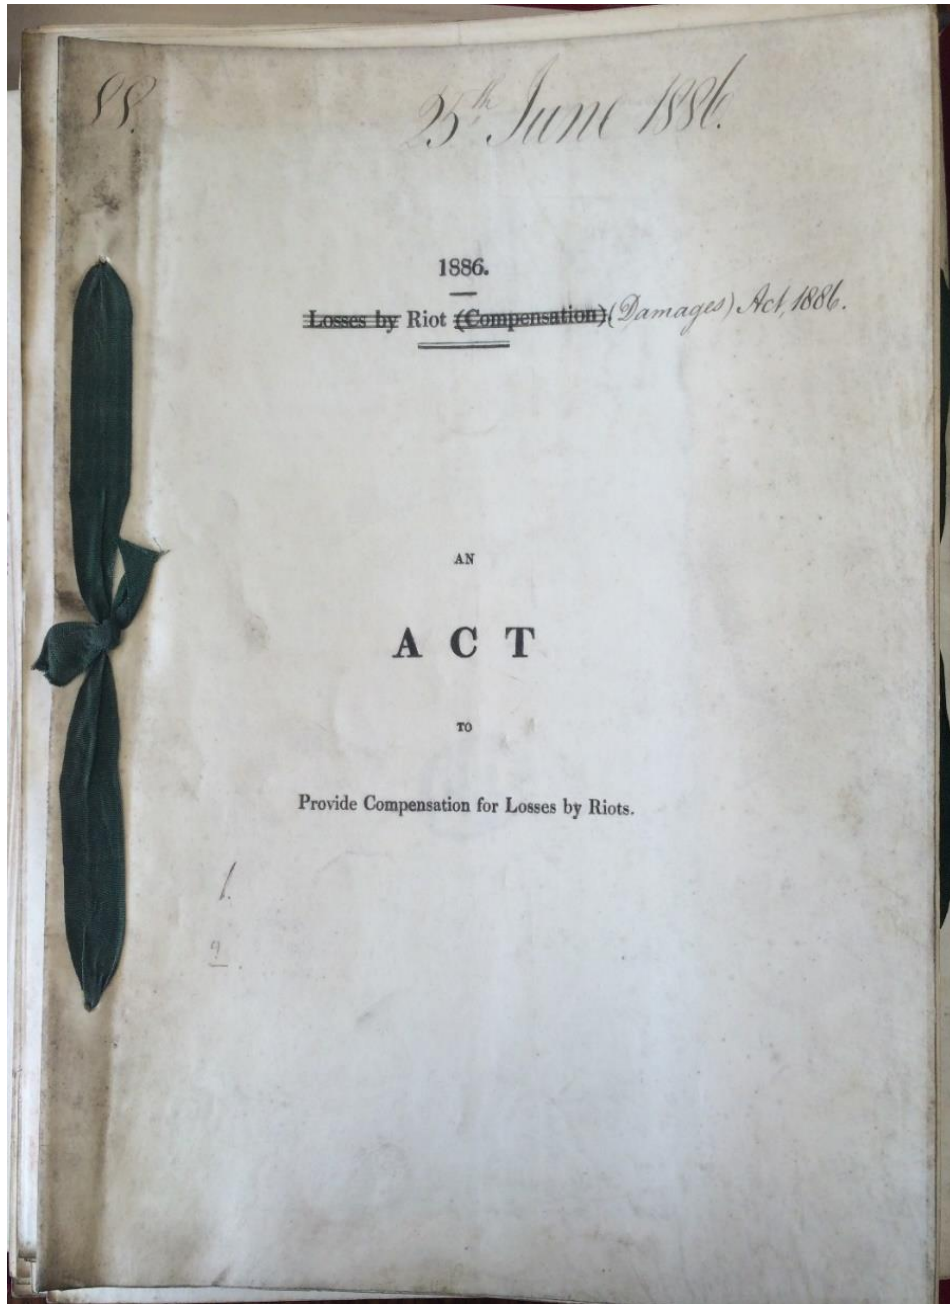 88.
25th June 1886.
1886.
Losses by Riot (Compensation) (Damages) Act, 1886.
AN
ACT
TO
Provide Compensation for Losses by Riots.
1.